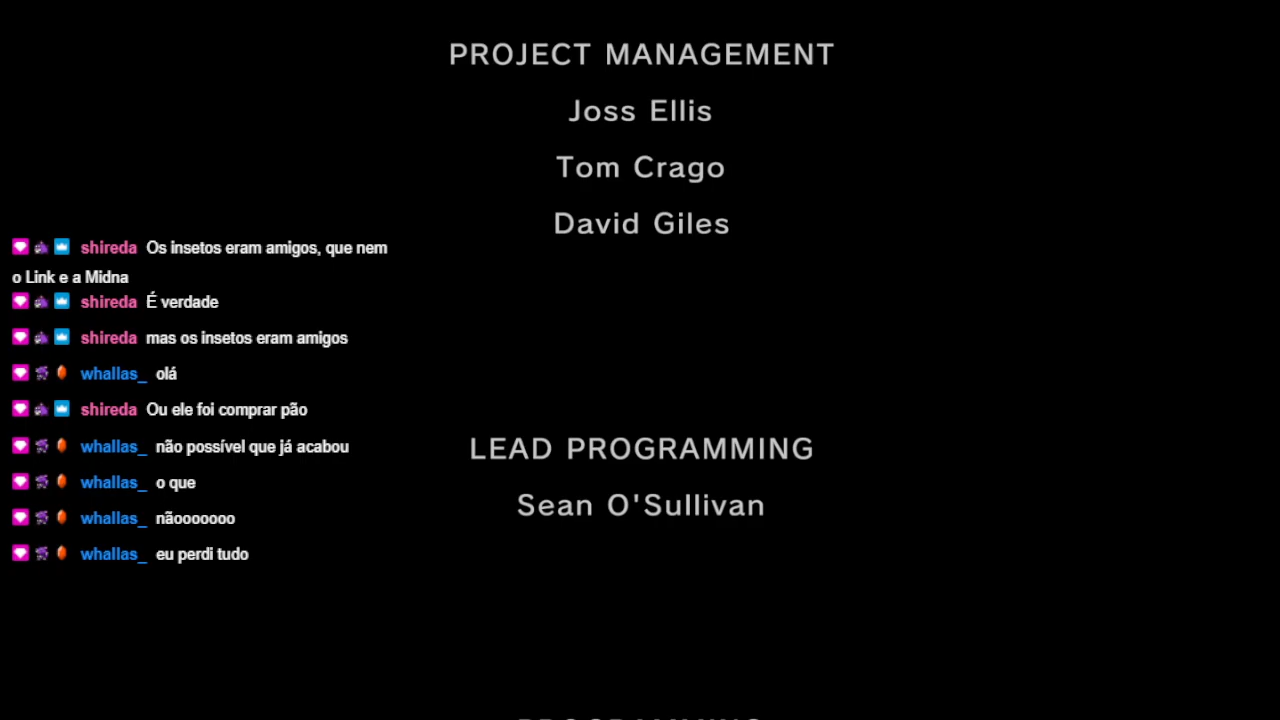 PROJECT MANAGEMENT
Joss Ellis
Tom Crago
David Giles
shireda Os insetos eram amigos, que nem
o Link e a Midna
shireda É verdade
shireda mas os insetos eram amigos
whallas_ olá
shireda Ou ele foi comprar pão
whallas_ não possível que já acabou
whallas_ o que
whallas_ nãooooooo
whallas_ eu perdi tudo
LEAD PROGRAMMING
Sean O'Sullivan